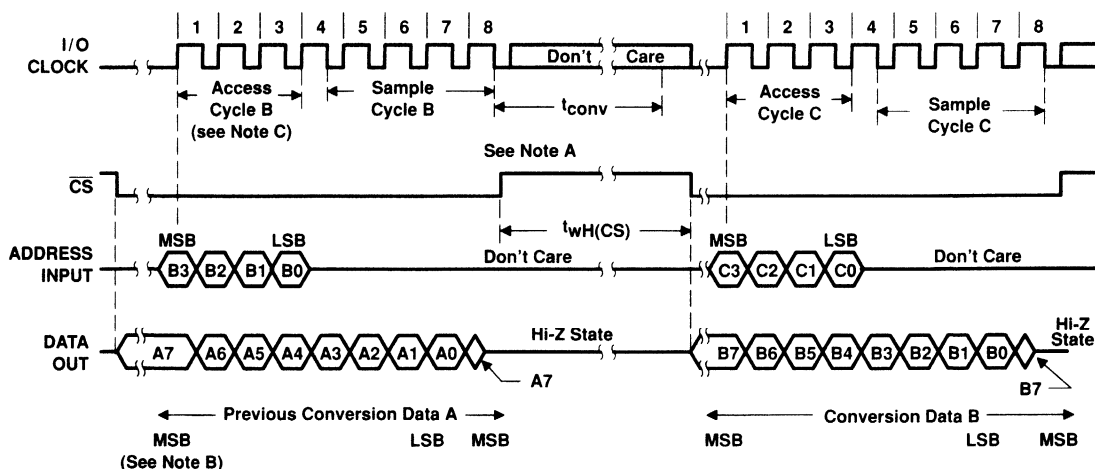 1 2 3 4 5 6 7 8 1 2 3 4 5 6 7 8
I/O
CLOCK
Don't Care
Access
Cycle B
(see Note C)
Sample
Cycle B
tconv
Access
Cycle C
Sample
Cycle C
See Note A
CS
twH(CS)
ADDRESS
INPUT
MSB LSB
B3 B2 B1 B0
Don't Care
MSB LSB
C3 C2 C1 C0
Don't Care
DATA
OUT
A7 A6 A5 A4 A3 A2 A1 A0
Hi-Z State
A7
B7 B6 B5 B4 B3 B2 B1 B0
Hi-Z
State
B7
Previous Conversion Data A
Conversion Data B
MSB
(See Note B)
LSB MSB
MSB LSB MSB